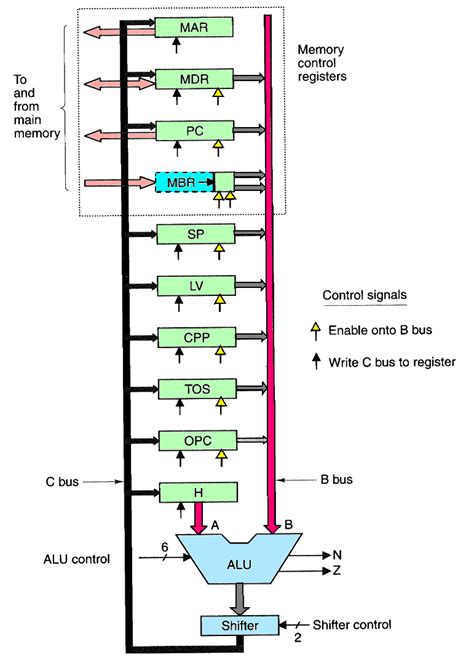 MAR
Memory
control
registers
To
and
from
main
memory
MDR
PC
MBR
SP
LV
Control signals
Enable onto B bus
CPP
Write C bus to register
TOS
OPC
C bus
B bus
H
A
B
6
ALU control
ALU
N
Z
Shifter
Shifter control
2